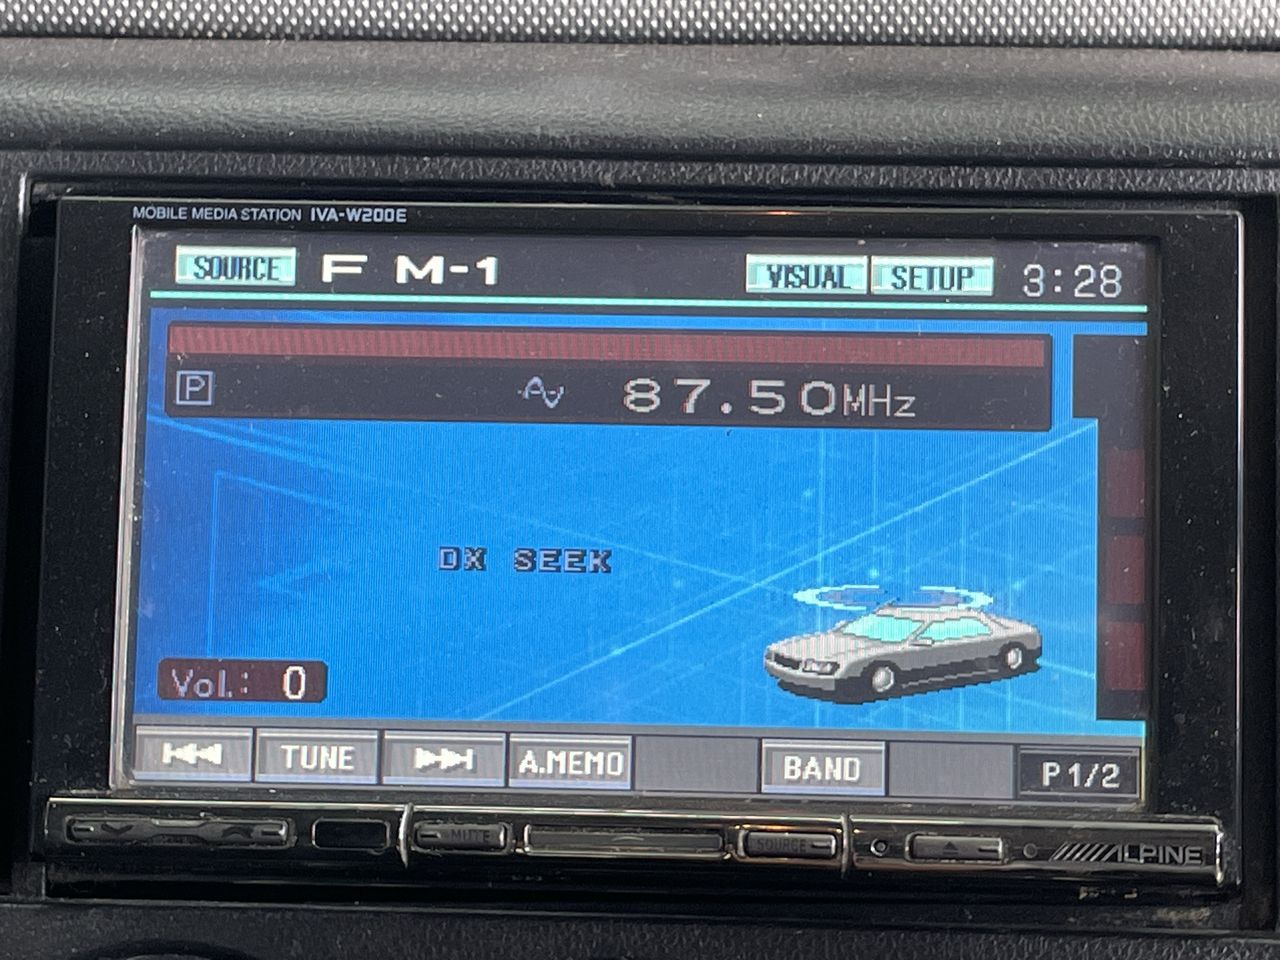 MOBILE MEDIA STATION IVA-W200E
SOURCE F M-1 VISUAL SETUP 3:28
P 87.50MHz
DX SEEK
Vol.: 0
TUNE A.MEMO BAND P1/2
MUTE SOURCE ALPINE